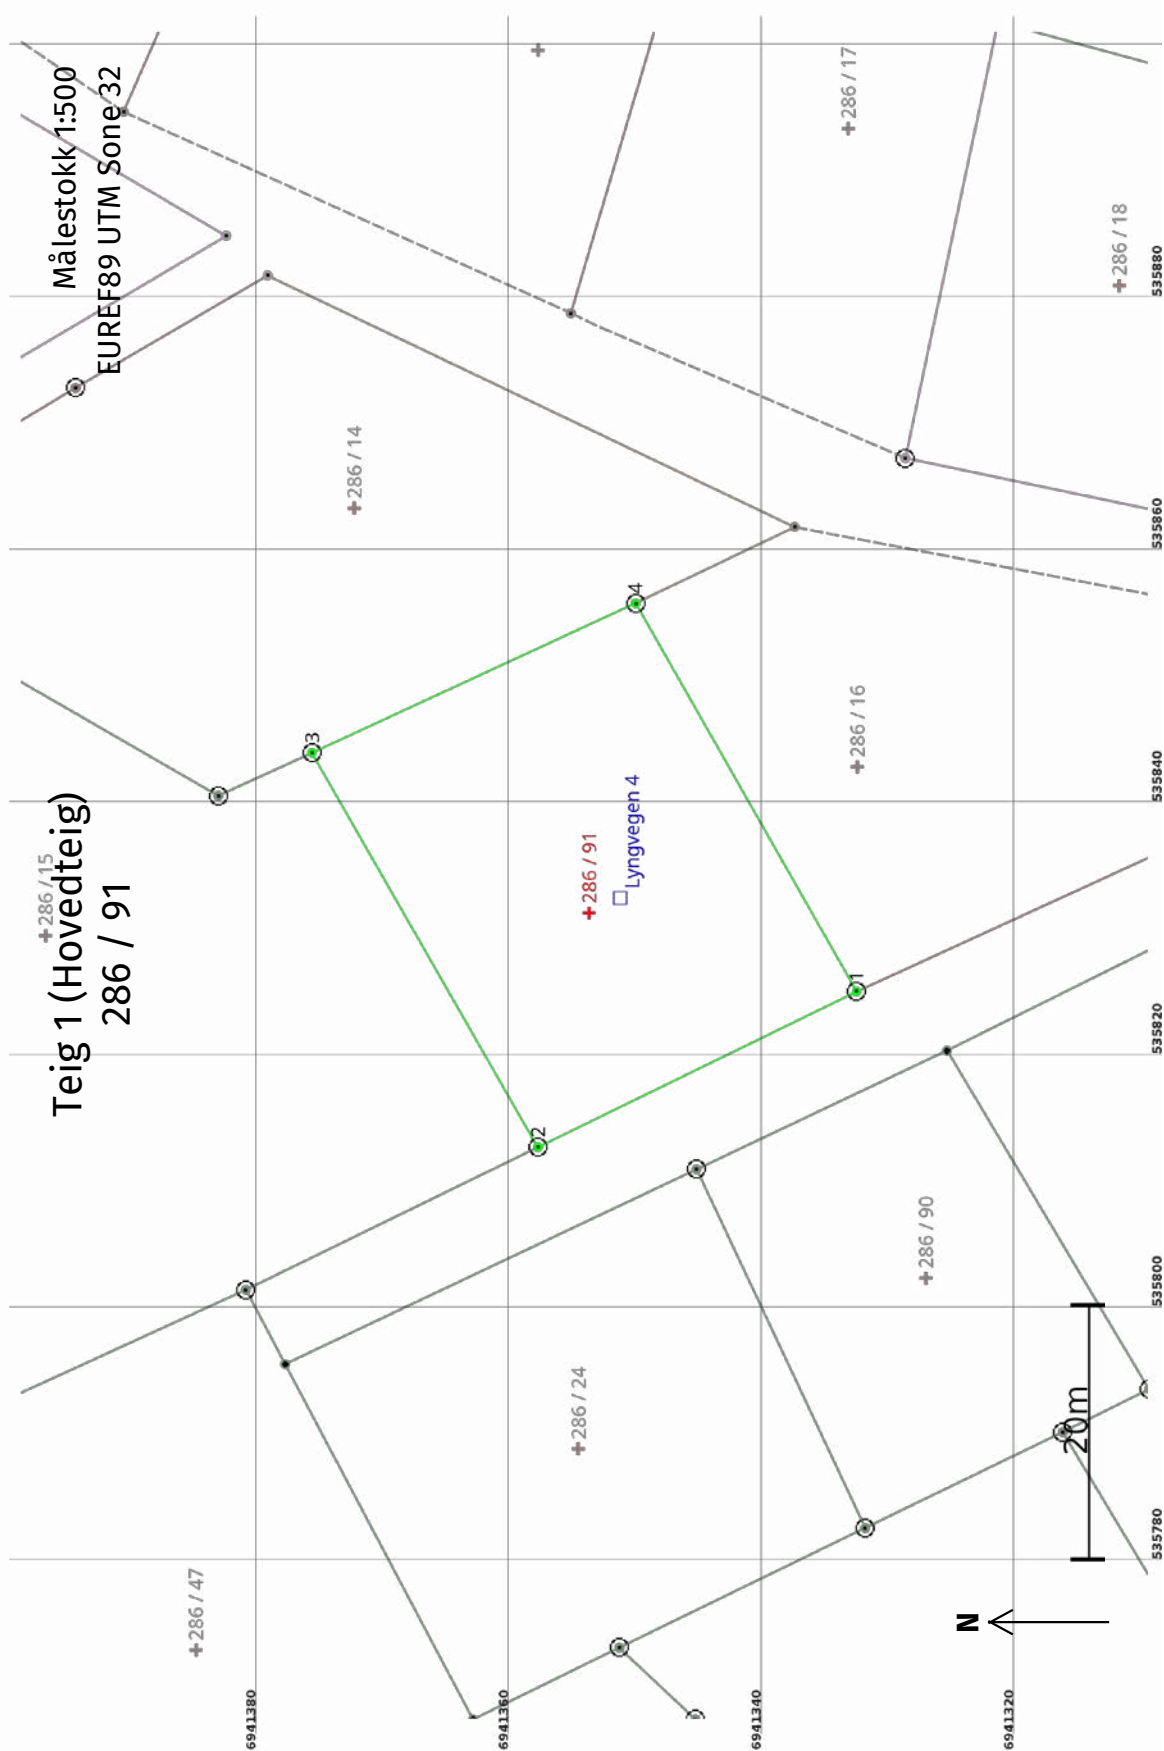 Målestokk 1:500
EUREF89 UTM Sone 32
Teig 1 (Hovedteig)
286 / 91
286 / 15
286 / 14
286 / 17
286 / 18
286 / 16
286 / 91
Lyngvegen 4
286 / 90
286 / 24
286 / 47
1
2
3
4
20m
N
6941380
6941360
6941340
6941320
535780
535800
535820
535840
535860
535880